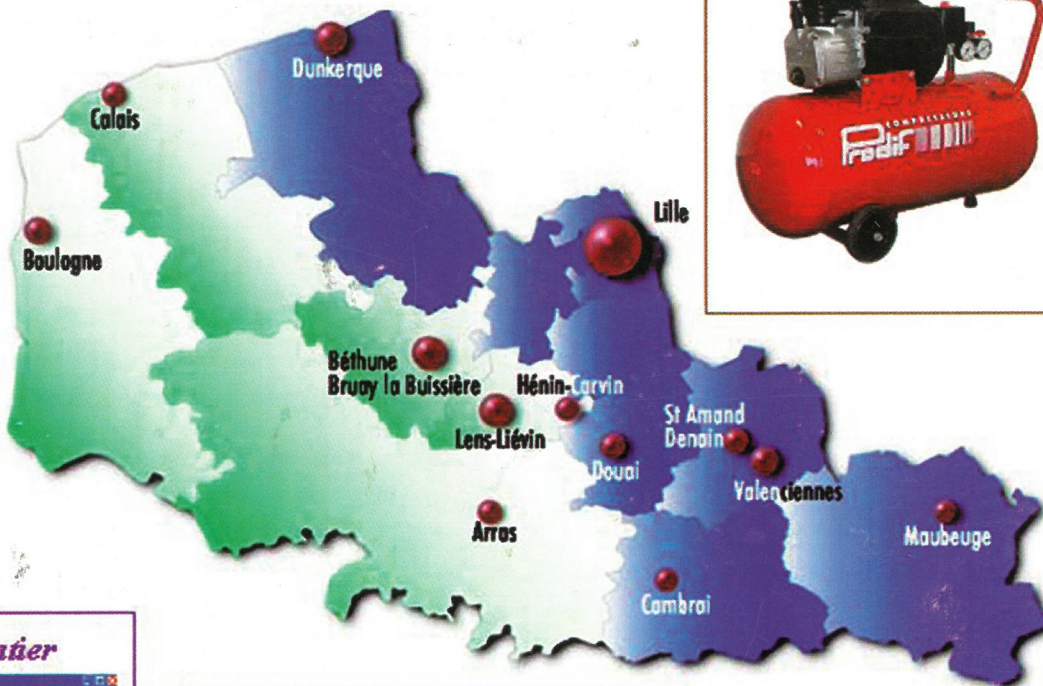 Dunkerque
Calais
COMPRESSEURS
Prodif
Lille
Boulogne
Béthune
Bruay la Buissière
Hénin-Carvin
Lens-Liévin
St Amand
Denain
Douai
Valenciennes
Arras
Maubeuge
Cambrai